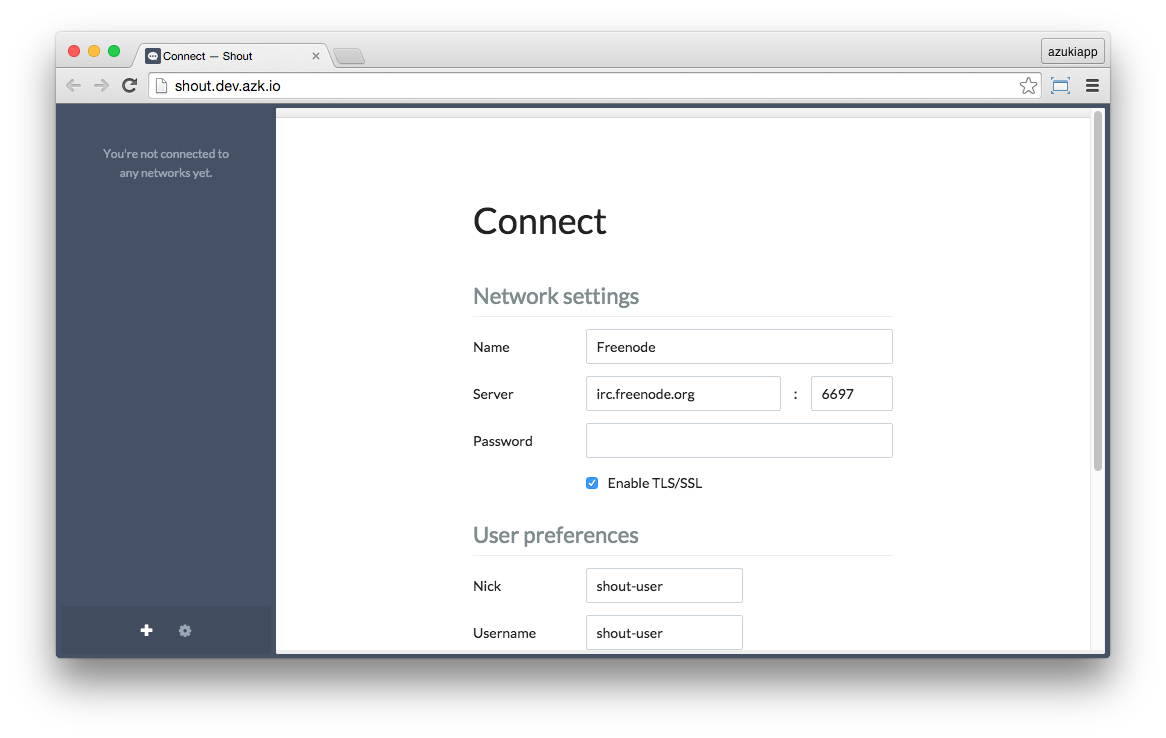 Connect — Shout
azukiapp
shout.dev.azk.io
You're not connected to
any networks yet.
Connect
Network settings
Name Freenode
Server irc.freenode.org : 6697
Password
Enable TLS/SSL
User preferences
Nick shout-user
Username shout-user